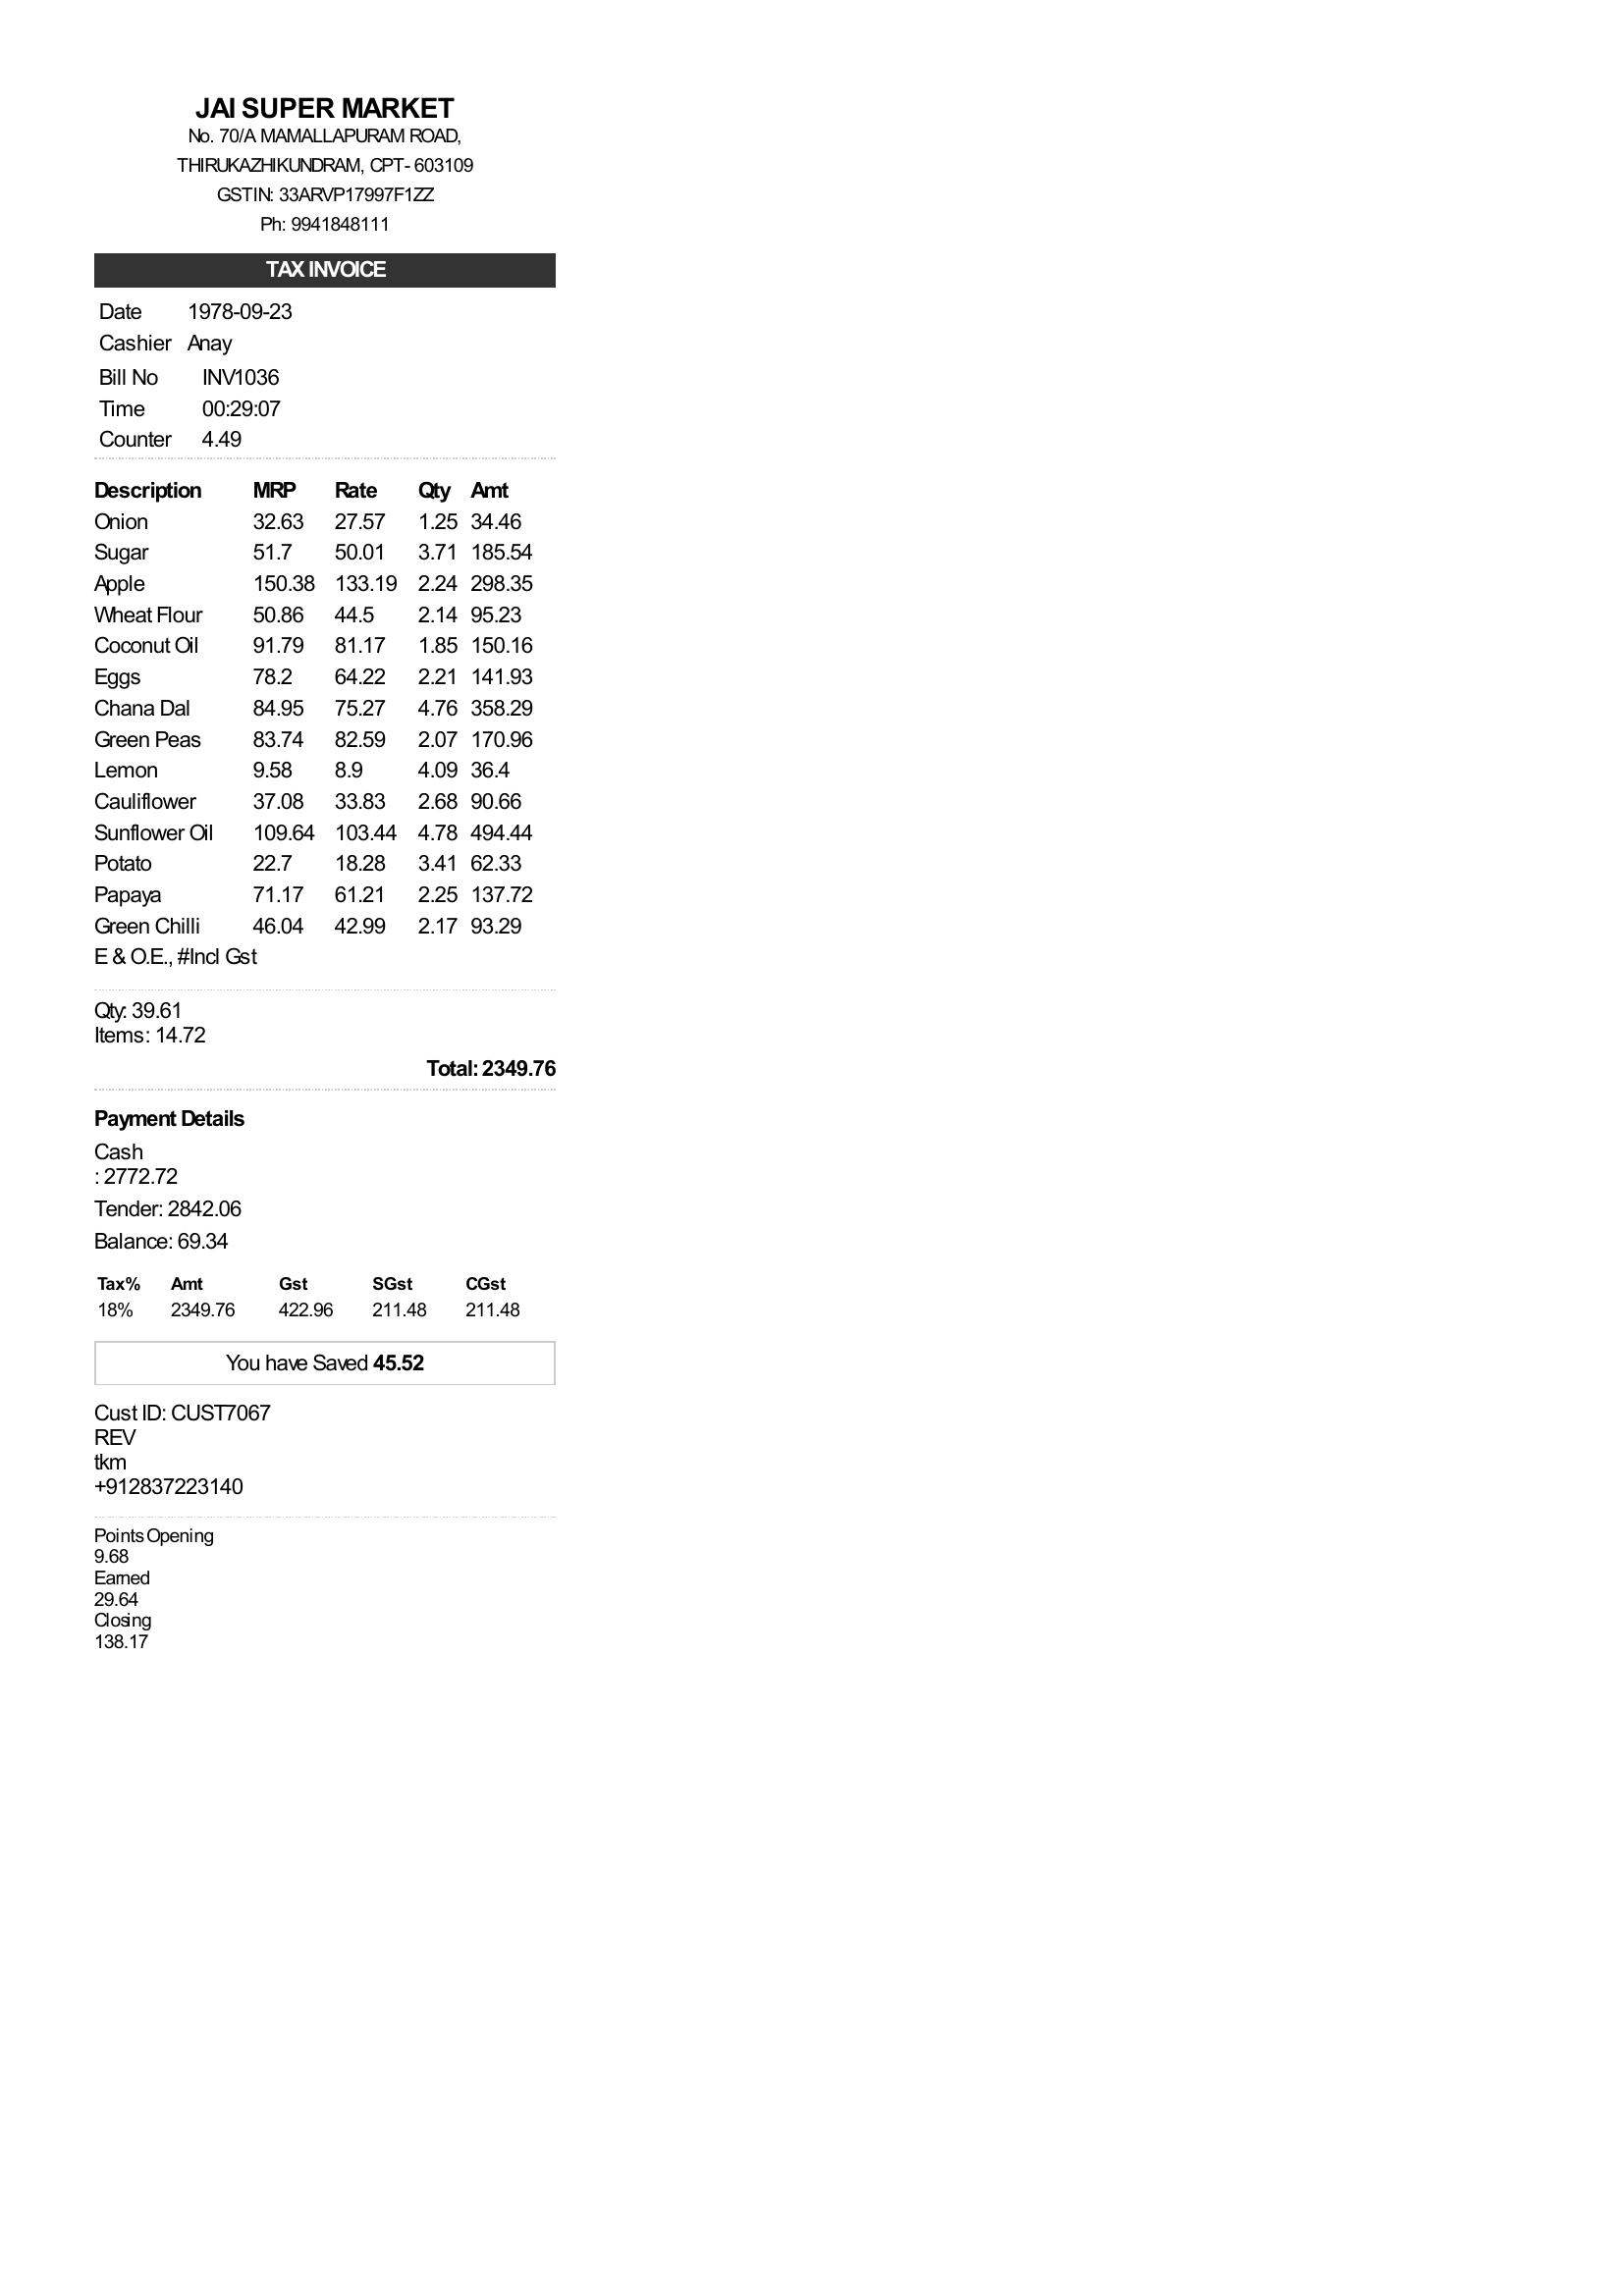 JAI SUPER MARKET
No. 70/A MAMALLAPURAM ROAD,
THIRUKAZHIKUNDRAM, CPT- 603109
GSTIN: 33ARVP17997F1ZZ
Ph: 9941848111
TAX INVOICE
Date 1978-09-23
Cashier Anay
Bill No INV1036
Time 00:29:07
Counter 4.49
Description MRP Rate Qty Amt
Onion 32.63 27.57 1.25 34.46
Sugar 51.7 50.01 3.71 185.54
Apple 150.38 133.19 2.24 298.35
Wheat Flour 50.86 44.5 2.14 95.23
Coconut Oil 91.79 81.17 1.85 150.16
Eggs 78.2 64.22 2.21 141.93
Chana Dal 84.95 75.27 4.76 358.29
Green Peas 83.74 82.59 2.07 170.96
Lemon 9.58 8.9 4.09 36.4
Cauliflower 37.08 33.83 2.68 90.66
Sunflower Oil 109.64 103.44 4.78 494.44
Potato 22.7 18.28 3.41 62.33
Papaya 71.17 61.21 2.25 137.72
Green Chilli 46.04 42.99 2.17 93.29
E & O.E., #Incl Gst
Qty: 39.61
Items: 14.72
Total: 2349.76
Payment Details
Cash
: 2772.72
Tender: 2842.06
Balance: 69.34
Tax% Amt Gst SGst CGst
18% 2349.76 422.96 211.48 211.48
You have Saved 45.52
Cust ID: CUST7067
REV
tkm
+912837223140
Points Opening
9.68
Earned
29.64
Closing
138.17